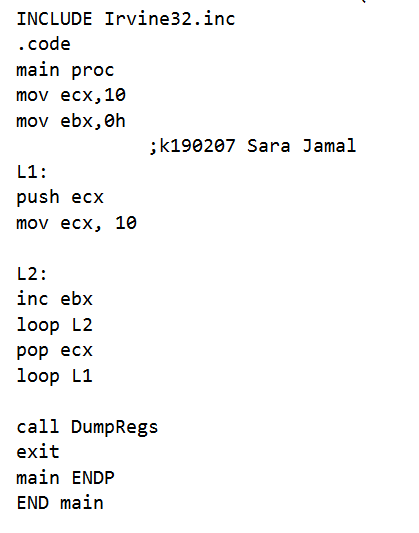 INCLUDE Irvine32.inc
.code
main proc
mov ecx,10
mov ebx,0h
;k190207 Sara Jamal
L1:
push ecx
mov ecx, 10
L2:
inc ebx
loop L2
pop ecx
loop L1
call DumpRegs
exit
main ENDP
END main